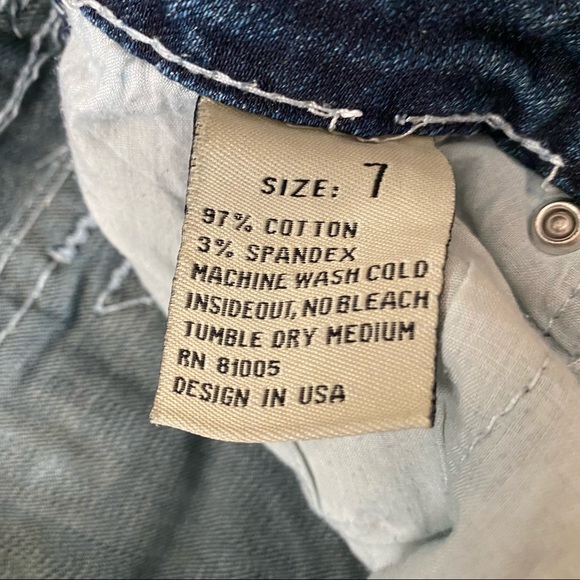 SIZE: 7
97% COTTON
3% SPANDEX
MACHINE WASH COLD
INSIDEOUT, NO BLEACH
TUMBLE DRY MEDIUM
RN 81005
DESIGN IN USA